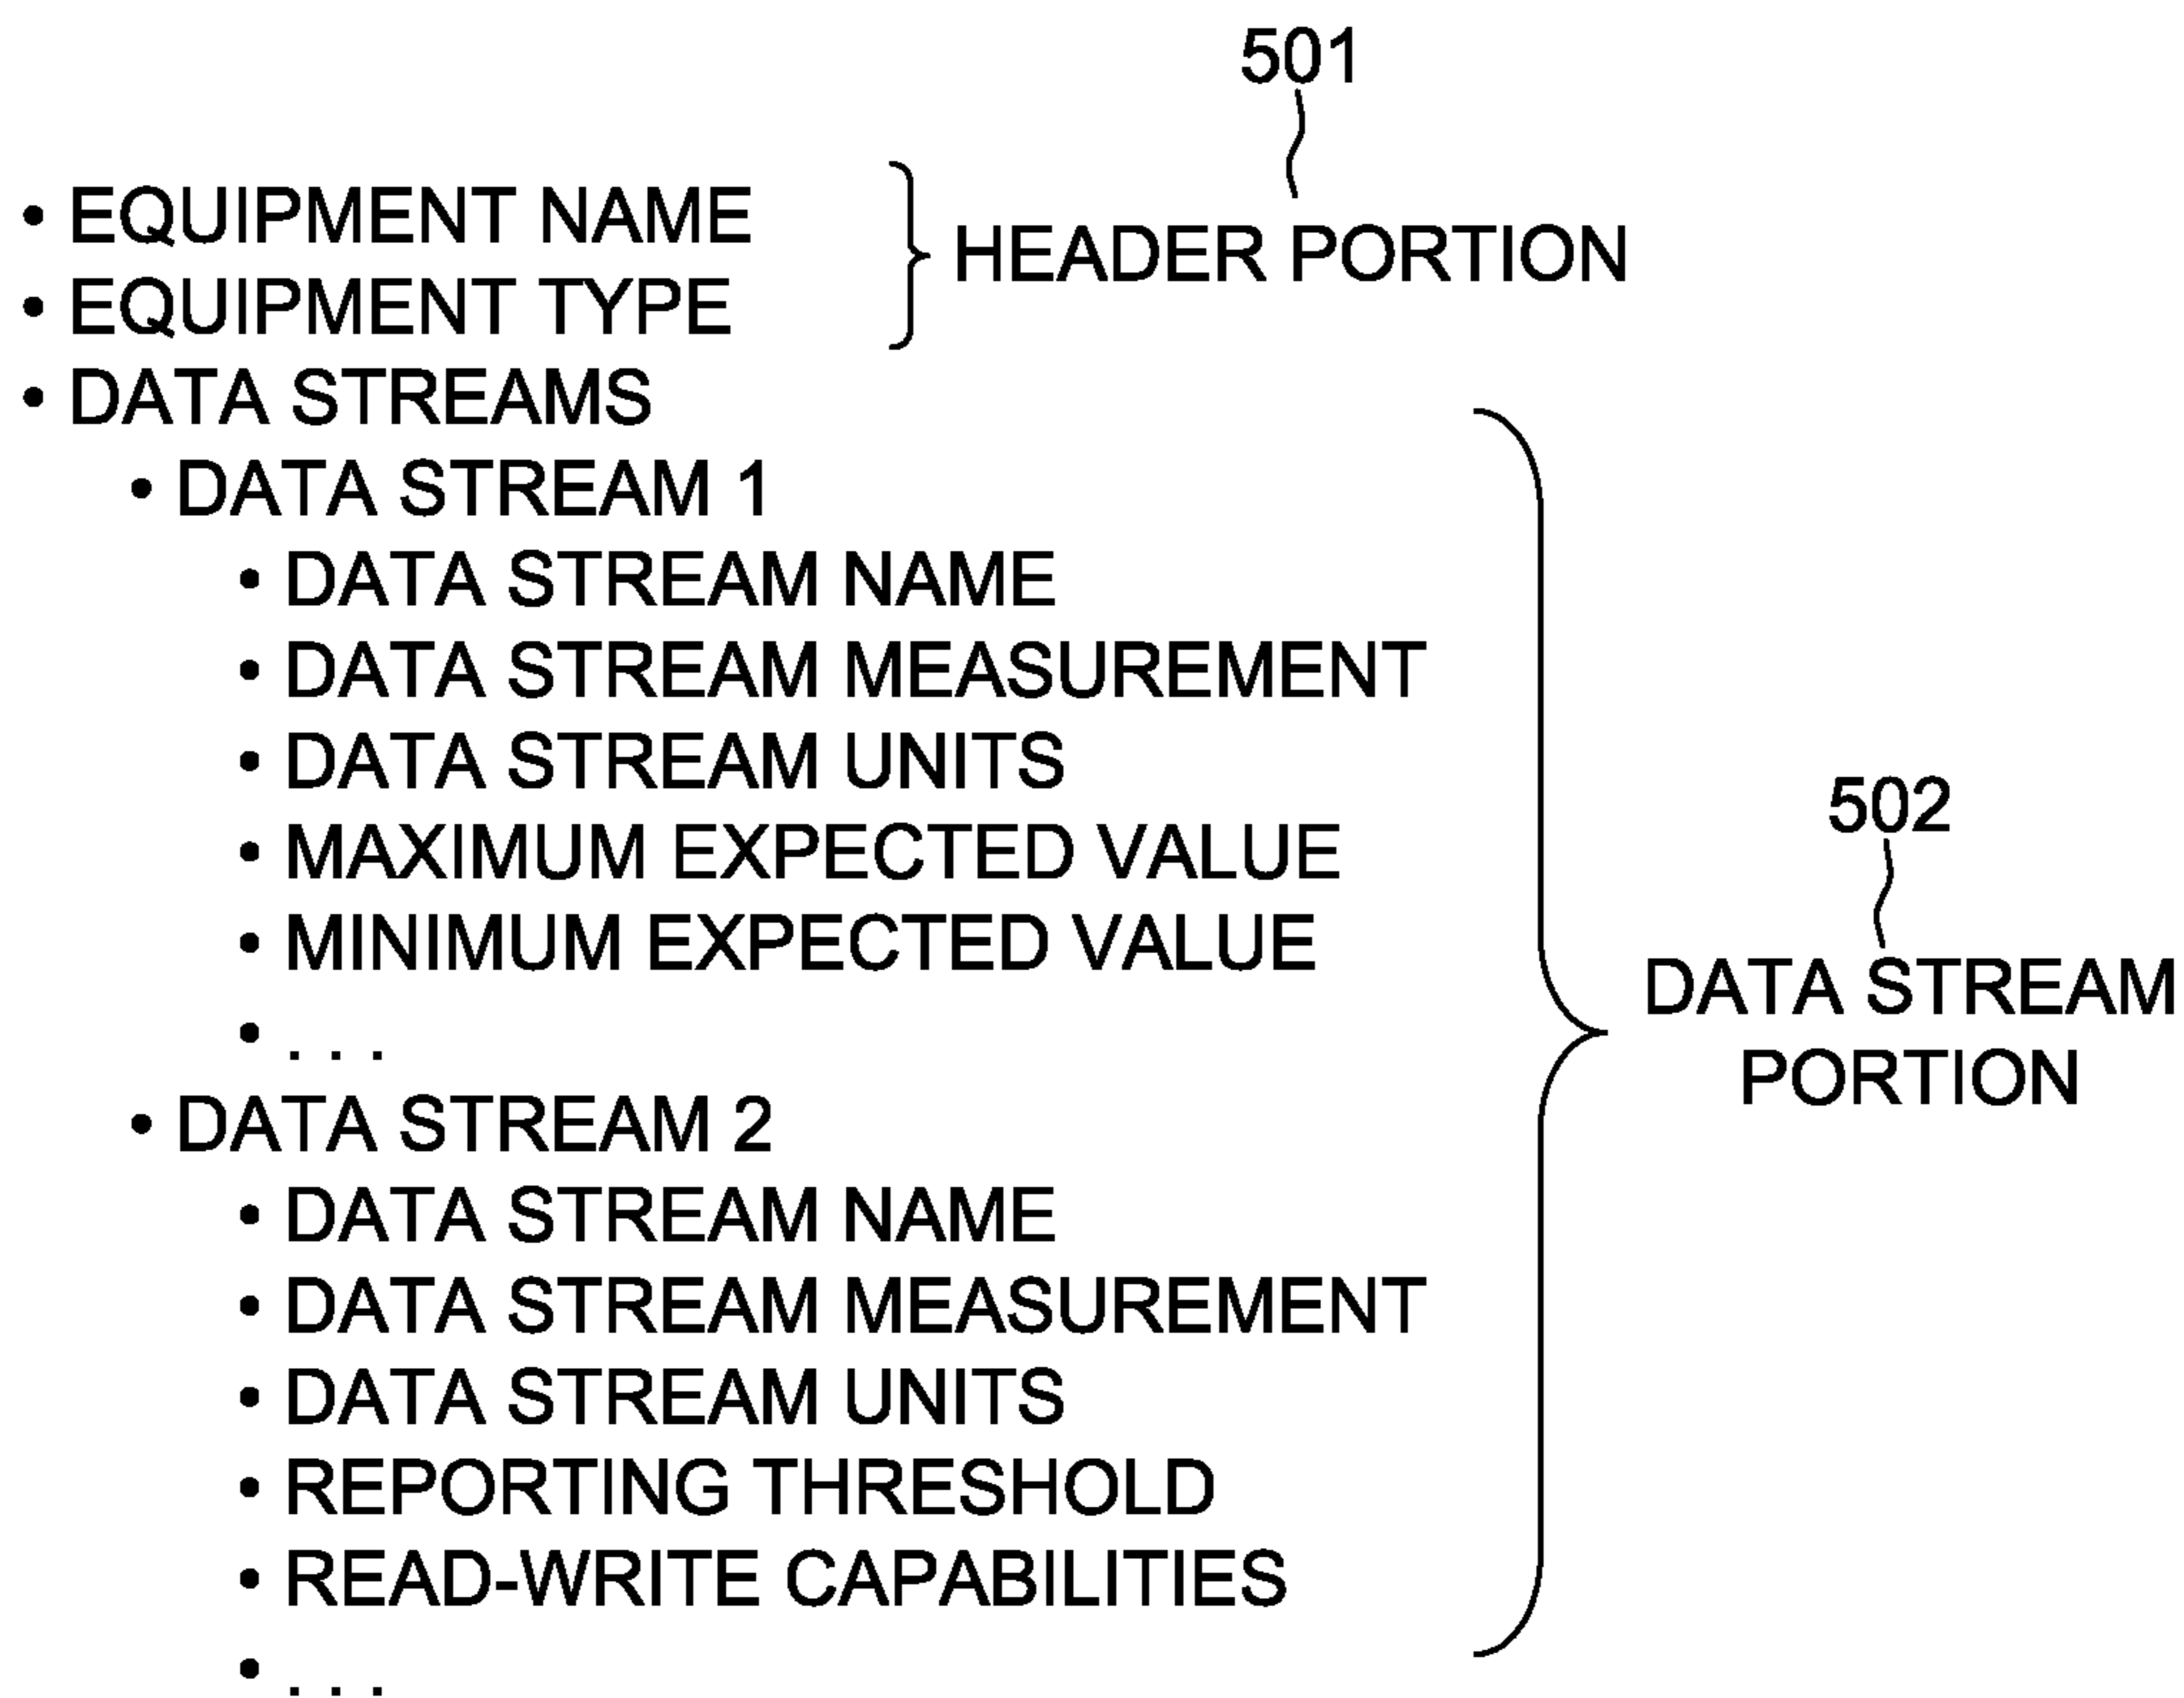 501
• EQUIPMENT NAME
• EQUIPMENT TYPE
HEADER PORTION
• DATA STREAMS
• DATA STREAM 1
• DATA STREAM NAME
• DATA STREAM MEASUREMENT
• DATA STREAM UNITS
• MAXIMUM EXPECTED VALUE
• MINIMUM EXPECTED VALUE
• . . .
• DATA STREAM 2
• DATA STREAM NAME
• DATA STREAM MEASUREMENT
• DATA STREAM UNITS
• REPORTING THRESHOLD
• READ-WRITE CAPABILITIES
• . . .
502
DATA STREAM
PORTION